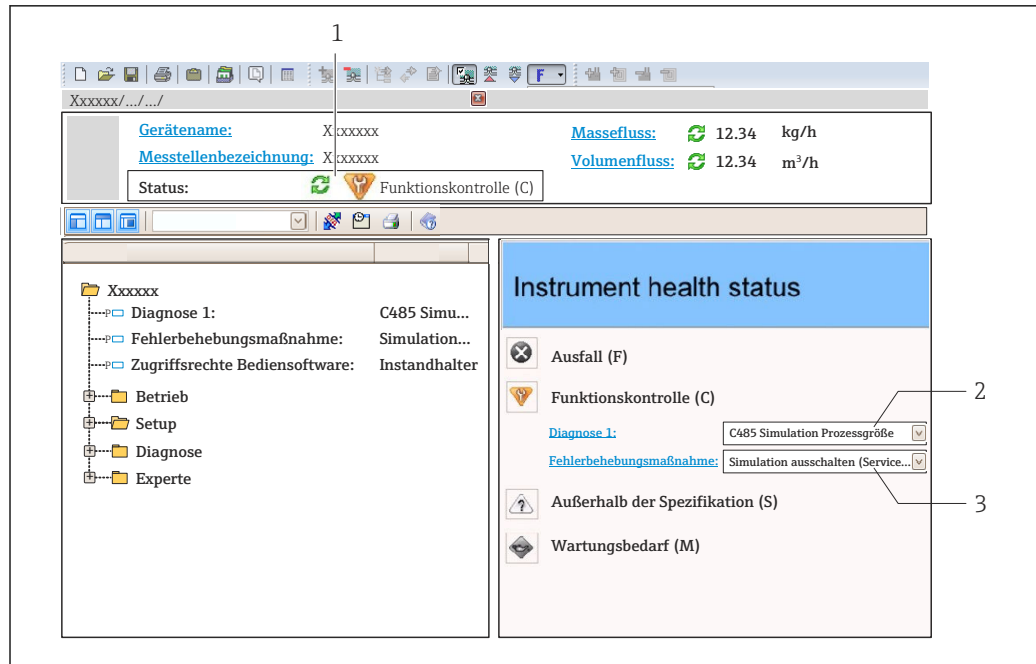 1
F
Xxxxxx/.../.../
Gerätename: Xxxxxxx
Messstellenbezeichnung: Xxxxxxx
Status: Funktionskontrolle (C)
Massefluss: 12.34 kg/h
Volumenfluss: 12.34 m³/h
Xxxxxx
P Diagnose 1: C485 Simu...
P Fehlerbehebungsmaßnahme: Simulation...
P Zugriffsrechte Bediensoftware: Instandhalter
Betrieb
Setup
Diagnose
Experte
Instrument health status
Ausfall (F)
Funktionskontrolle (C)
Diagnose 1: C485 Simulation Prozessgröße
2
Fehlerbehebungsmaßnahme: Simulation ausschalten (Service...
3
Außerhalb der Spezifikation (S)
Wartungsbedarf (M)